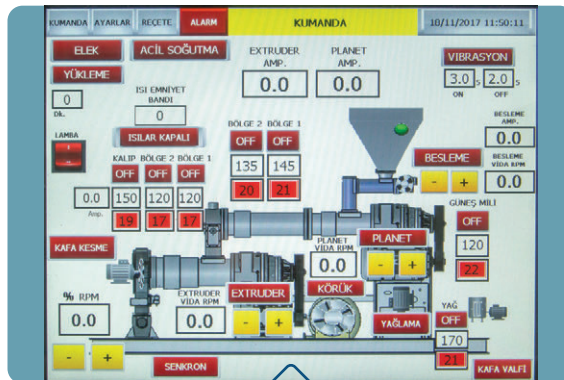 KUMANDA AYARLAR REÇETE ALARM KUMANDA 10/11/2017 11:50:11
ELEK ACİL SOĞUTMA EXTRUDER AMP. PLANET AMP. VIBRASYON
YÜKLEME 0.0 0.0 3.0 s 2.0 s
ON OFF
0 ISI EMNİYET BANDI
Dk. 0
BESLEME AMP.
LAMBA ISILAR KAPALI BÖLGE 2 BÖLGE 1 0.0
OFF OFF
KALIP BÖLGE 2 BÖLGE 1 135 145 BESLEME BESLEME VİDA RPM
OFF OFF OFF 20 21 - + 0.0
0.0 150 120 120 GÜNEŞ MİLİ
Amp. 19 17 17 OFF
KAFA KESME PLANET VİDA RPM PLANET 120
0.0 - + 22
% RPM EXTRUDER VİDA RPM EXTRUDER KÖRÜK YAĞ
0.0 0.0 - + YAĞLAMA OFF
170
- + SENKRON 21 KAFA VALFİ